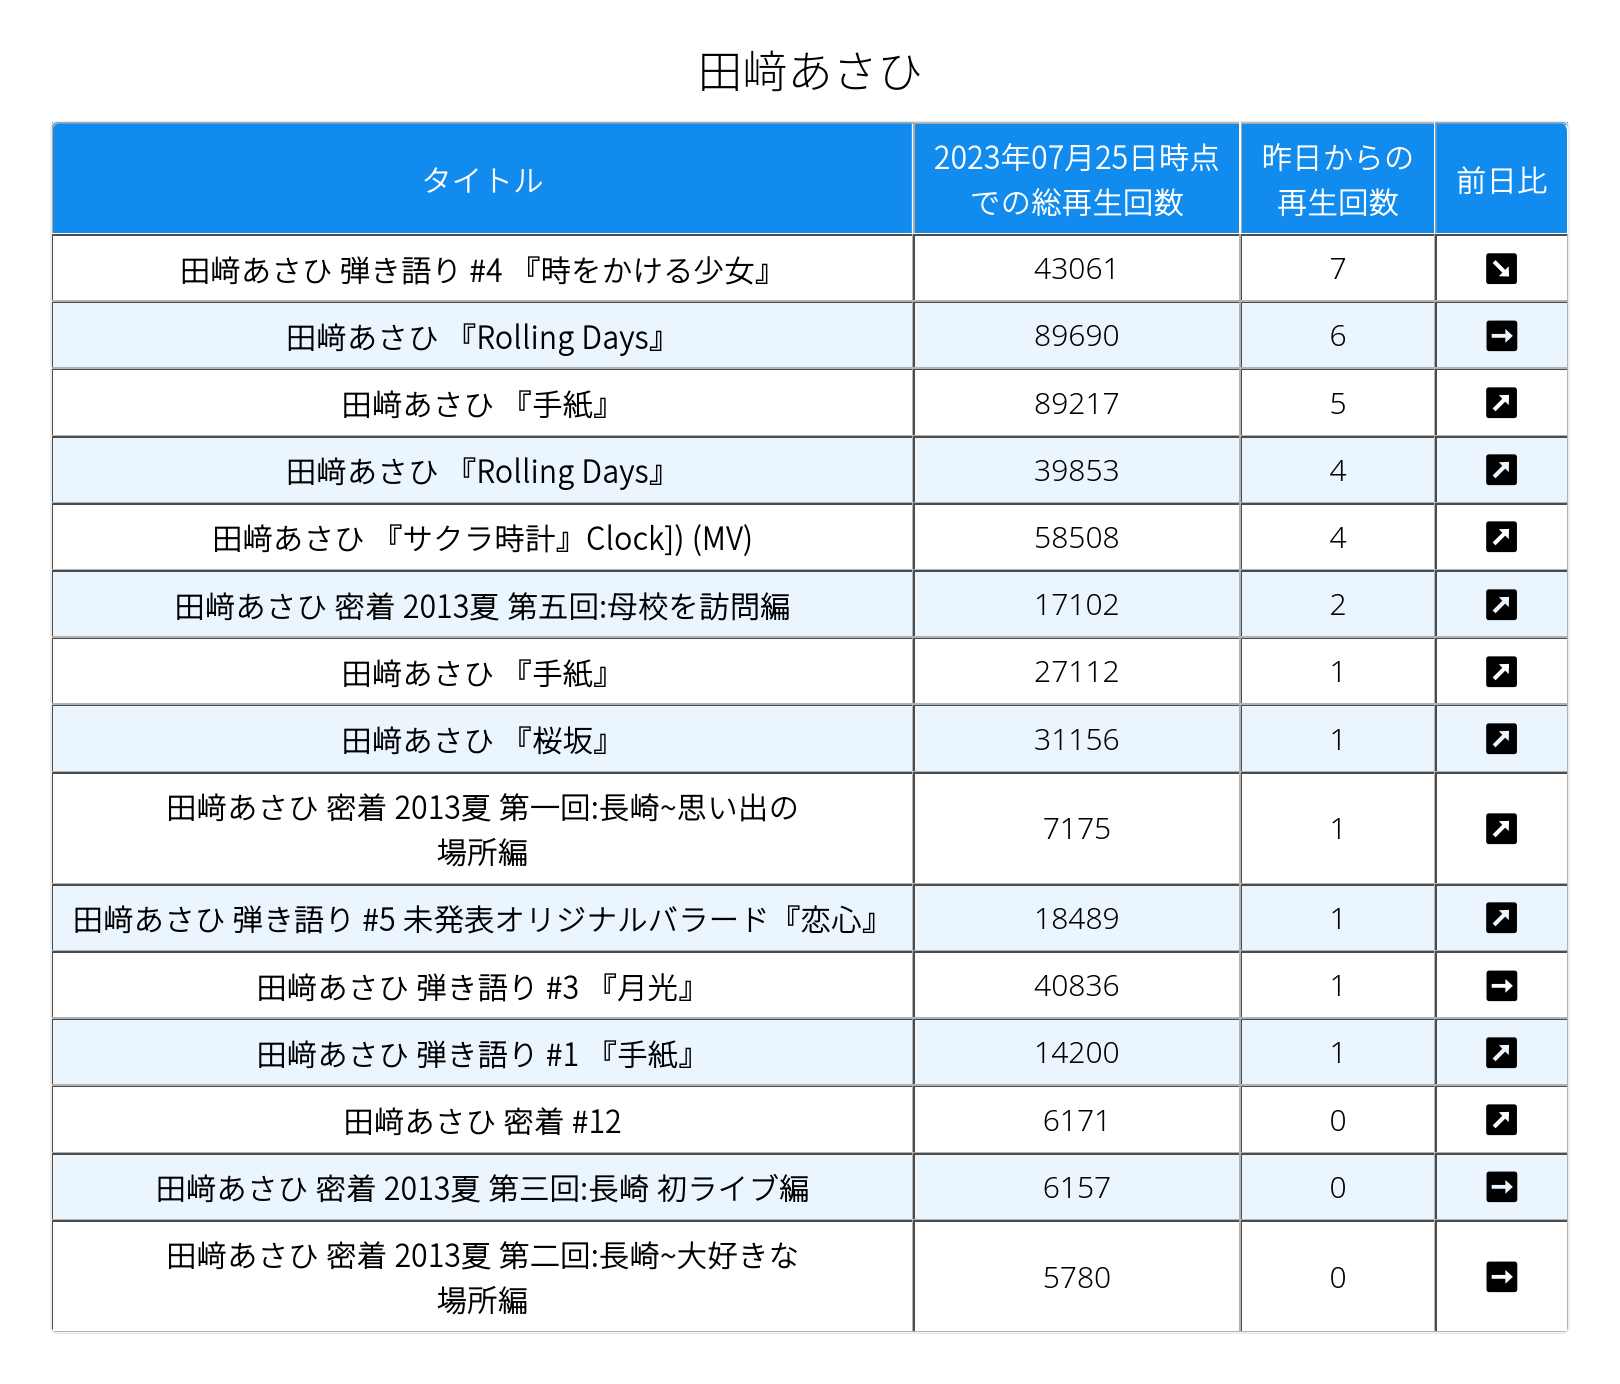 田﨑あさひ
タイトル
2023年07月25日時点
での総再生回数
昨日からの
再生回数
前日比
田﨑あさひ 弾き語り #4 『時をかける少女』 43061 7 ↘
田﨑あさひ 『Rolling Days』 89690 6 →
田﨑あさひ 『手紙』 89217 5 ↗
田﨑あさひ 『Rolling Days』 39853 4 ↗
田﨑あさひ 『サクラ時計』Clock]) (MV) 58508 4 ↗
田﨑あさひ 密着 2013夏 第五回:母校を訪問編 17102 2 ↗
田﨑あさひ 『手紙』 27112 1 ↗
田﨑あさひ 『桜坂』 31156 1 ↗
田﨑あさひ 密着 2013夏 第一回:長崎~思い出の
場所編 7175 1 ↗
田﨑あさひ 弾き語り #5 未発表オリジナルバラード『恋心』 18489 1 ↗
田﨑あさひ 弾き語り #3 『月光』 40836 1 →
田﨑あさひ 弾き語り #1 『手紙』 14200 1 ↗
田﨑あさひ 密着 #12 6171 0 ↗
田﨑あさひ 密着 2013夏 第三回:長崎 初ライブ編 6157 0 →
田﨑あさひ 密着 2013夏 第二回:長崎~大好きな
場所編 5780 0 →